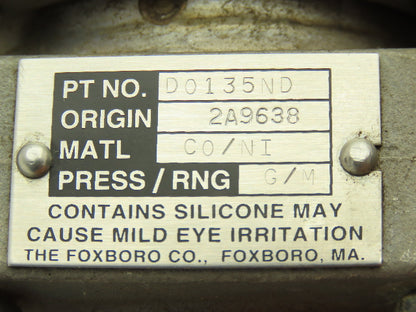 PT NO. D0135ND
ORIGIN 2A9638
MATL CO/NI
PRESS/RNG G/M
CONTAINS SILICONE MAY
CAUSE MILD EYE IRRITATION
THE FOXBORO CO., FOXBORO, MA.